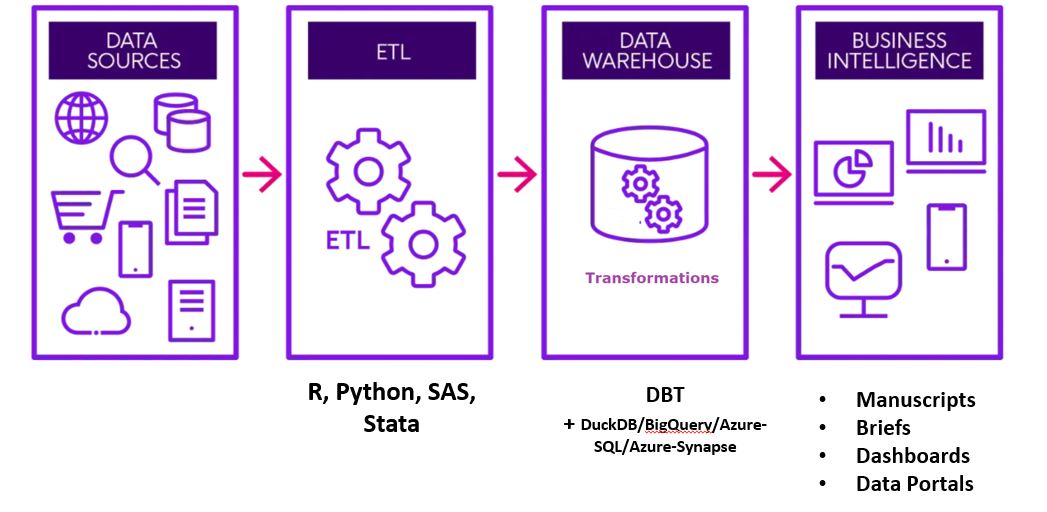 DATA
SOURCES
ETL
DATA
WAREHOUSE
BUSINESS
INTELLIGENCE
ETL
Transformations
R, Python, SAS,
Stata
DBT
+ DuckDB/BigQuery/Azure-
SQL/Azure-Synapse
• Manuscripts
• Briefs
• Dashboards
• Data Portals